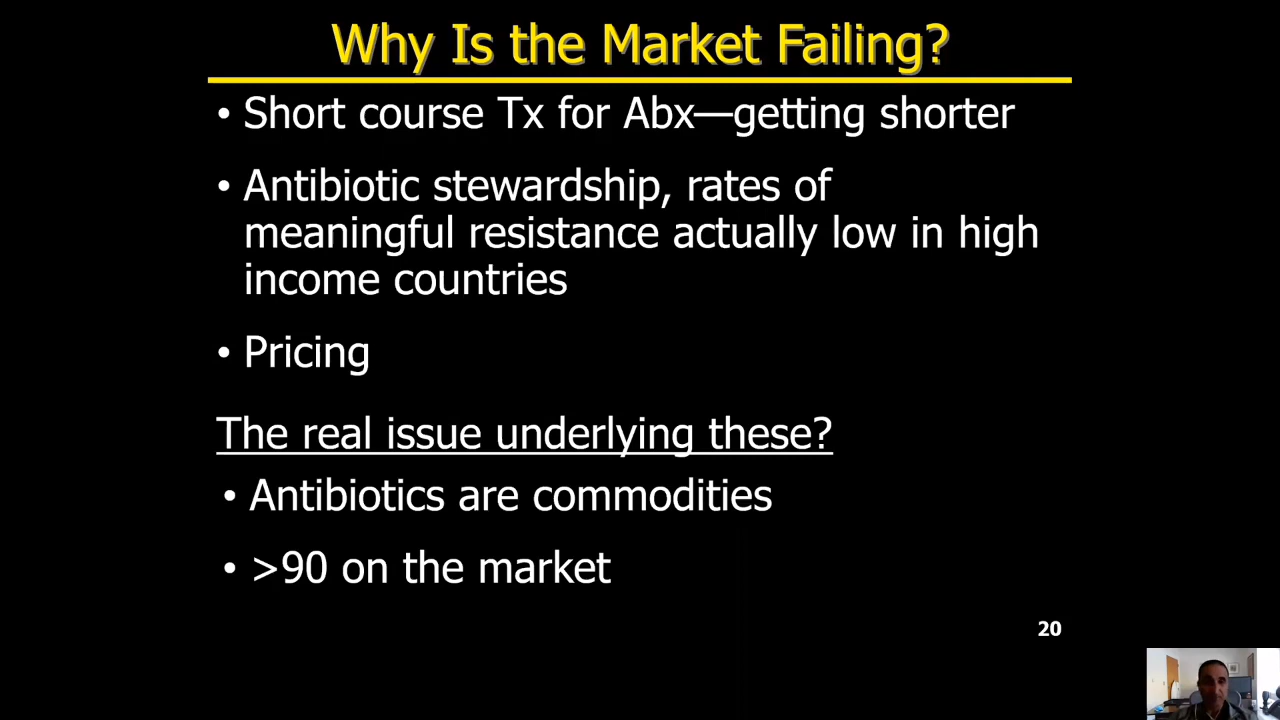 Why Is the Market Failing?
• Short course Tx for Abx—getting shorter
• Antibiotic stewardship, rates of
meaningful resistance actually low in high
income countries
• Pricing
The real issue underlying these?
• Antibiotics are commodities
• >90 on the market
20